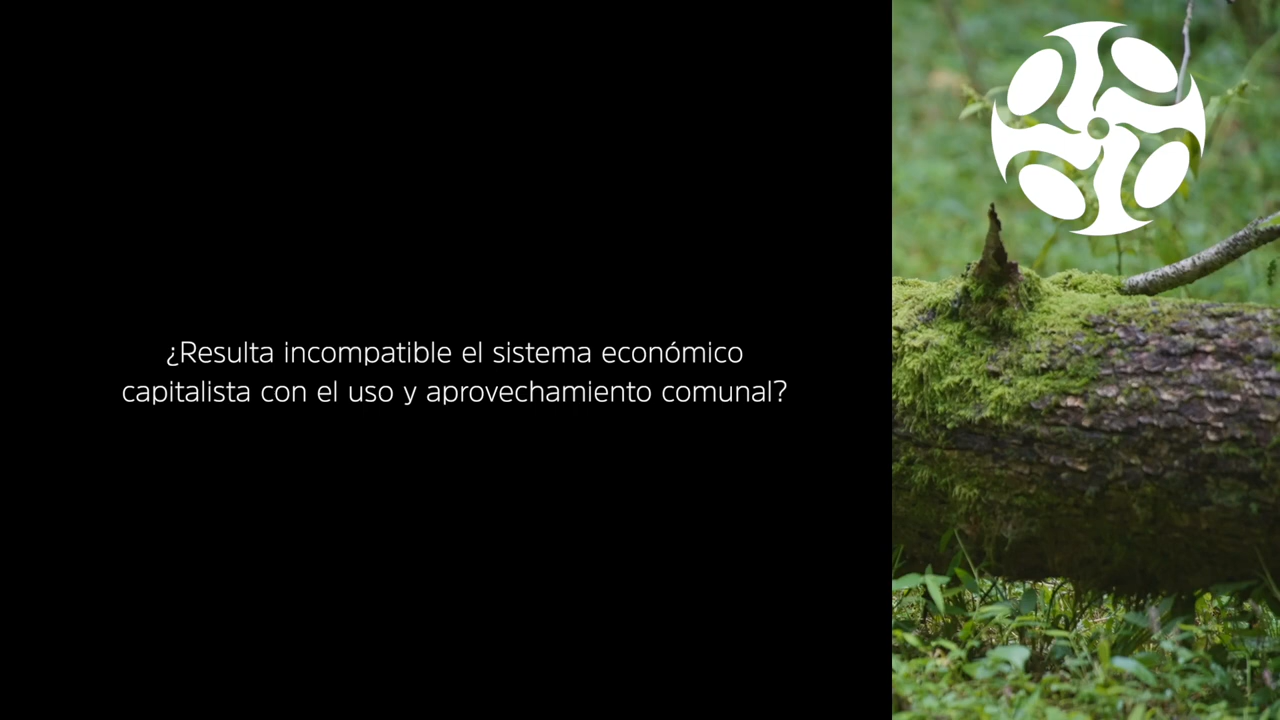 ¿Resulta incompatible el sistema económico
capitalista con el uso y aprovechamiento comunal?